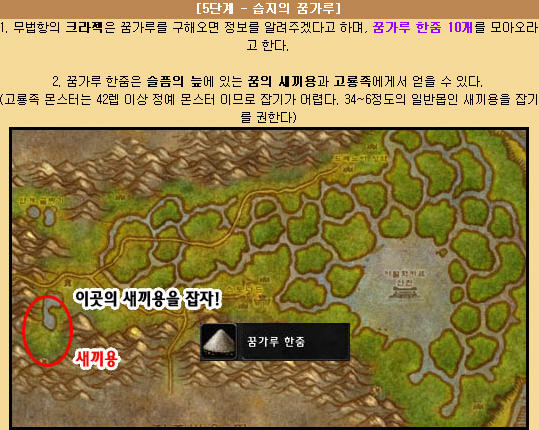 [5단계 - 습지의 꿈가루]
1. 무법항의 크라젝은 꿈가루를 구해오면 정보를 알려주겠다고 하며, 꿈가루 한줌 10개를 모아오라
고 한다.
2. 꿈가루 한줌은 슬픔의 늪에 있는 꿈의 새끼용과 고룡족에게서 얻을 수 있다.
(고룡족 몬스터는 42렙 이상 정예 몬스터 이므로 잡기가 어렵다. 34~6정도의 일반몹인 새끼용을 잡기
를 권한다)
이곳의 새끼용을 잡자!
스토나드
꿈가루 한줌
새끼용